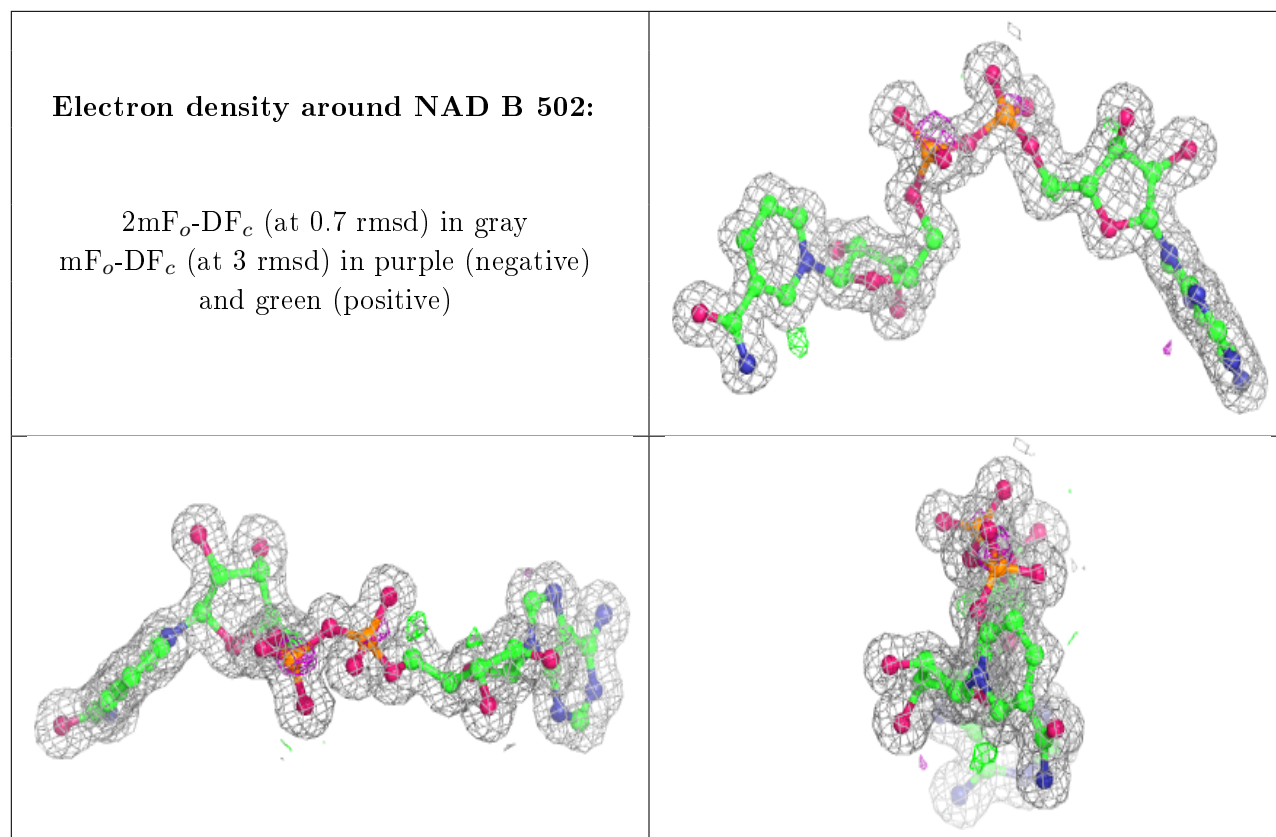 Electron density around NAD B 502:
2mFₒ-DF𝒸 (at 0.7 rmsd) in gray
mFₒ-DF𝒸 (at 3 rmsd) in purple (negative)
and green (positive)